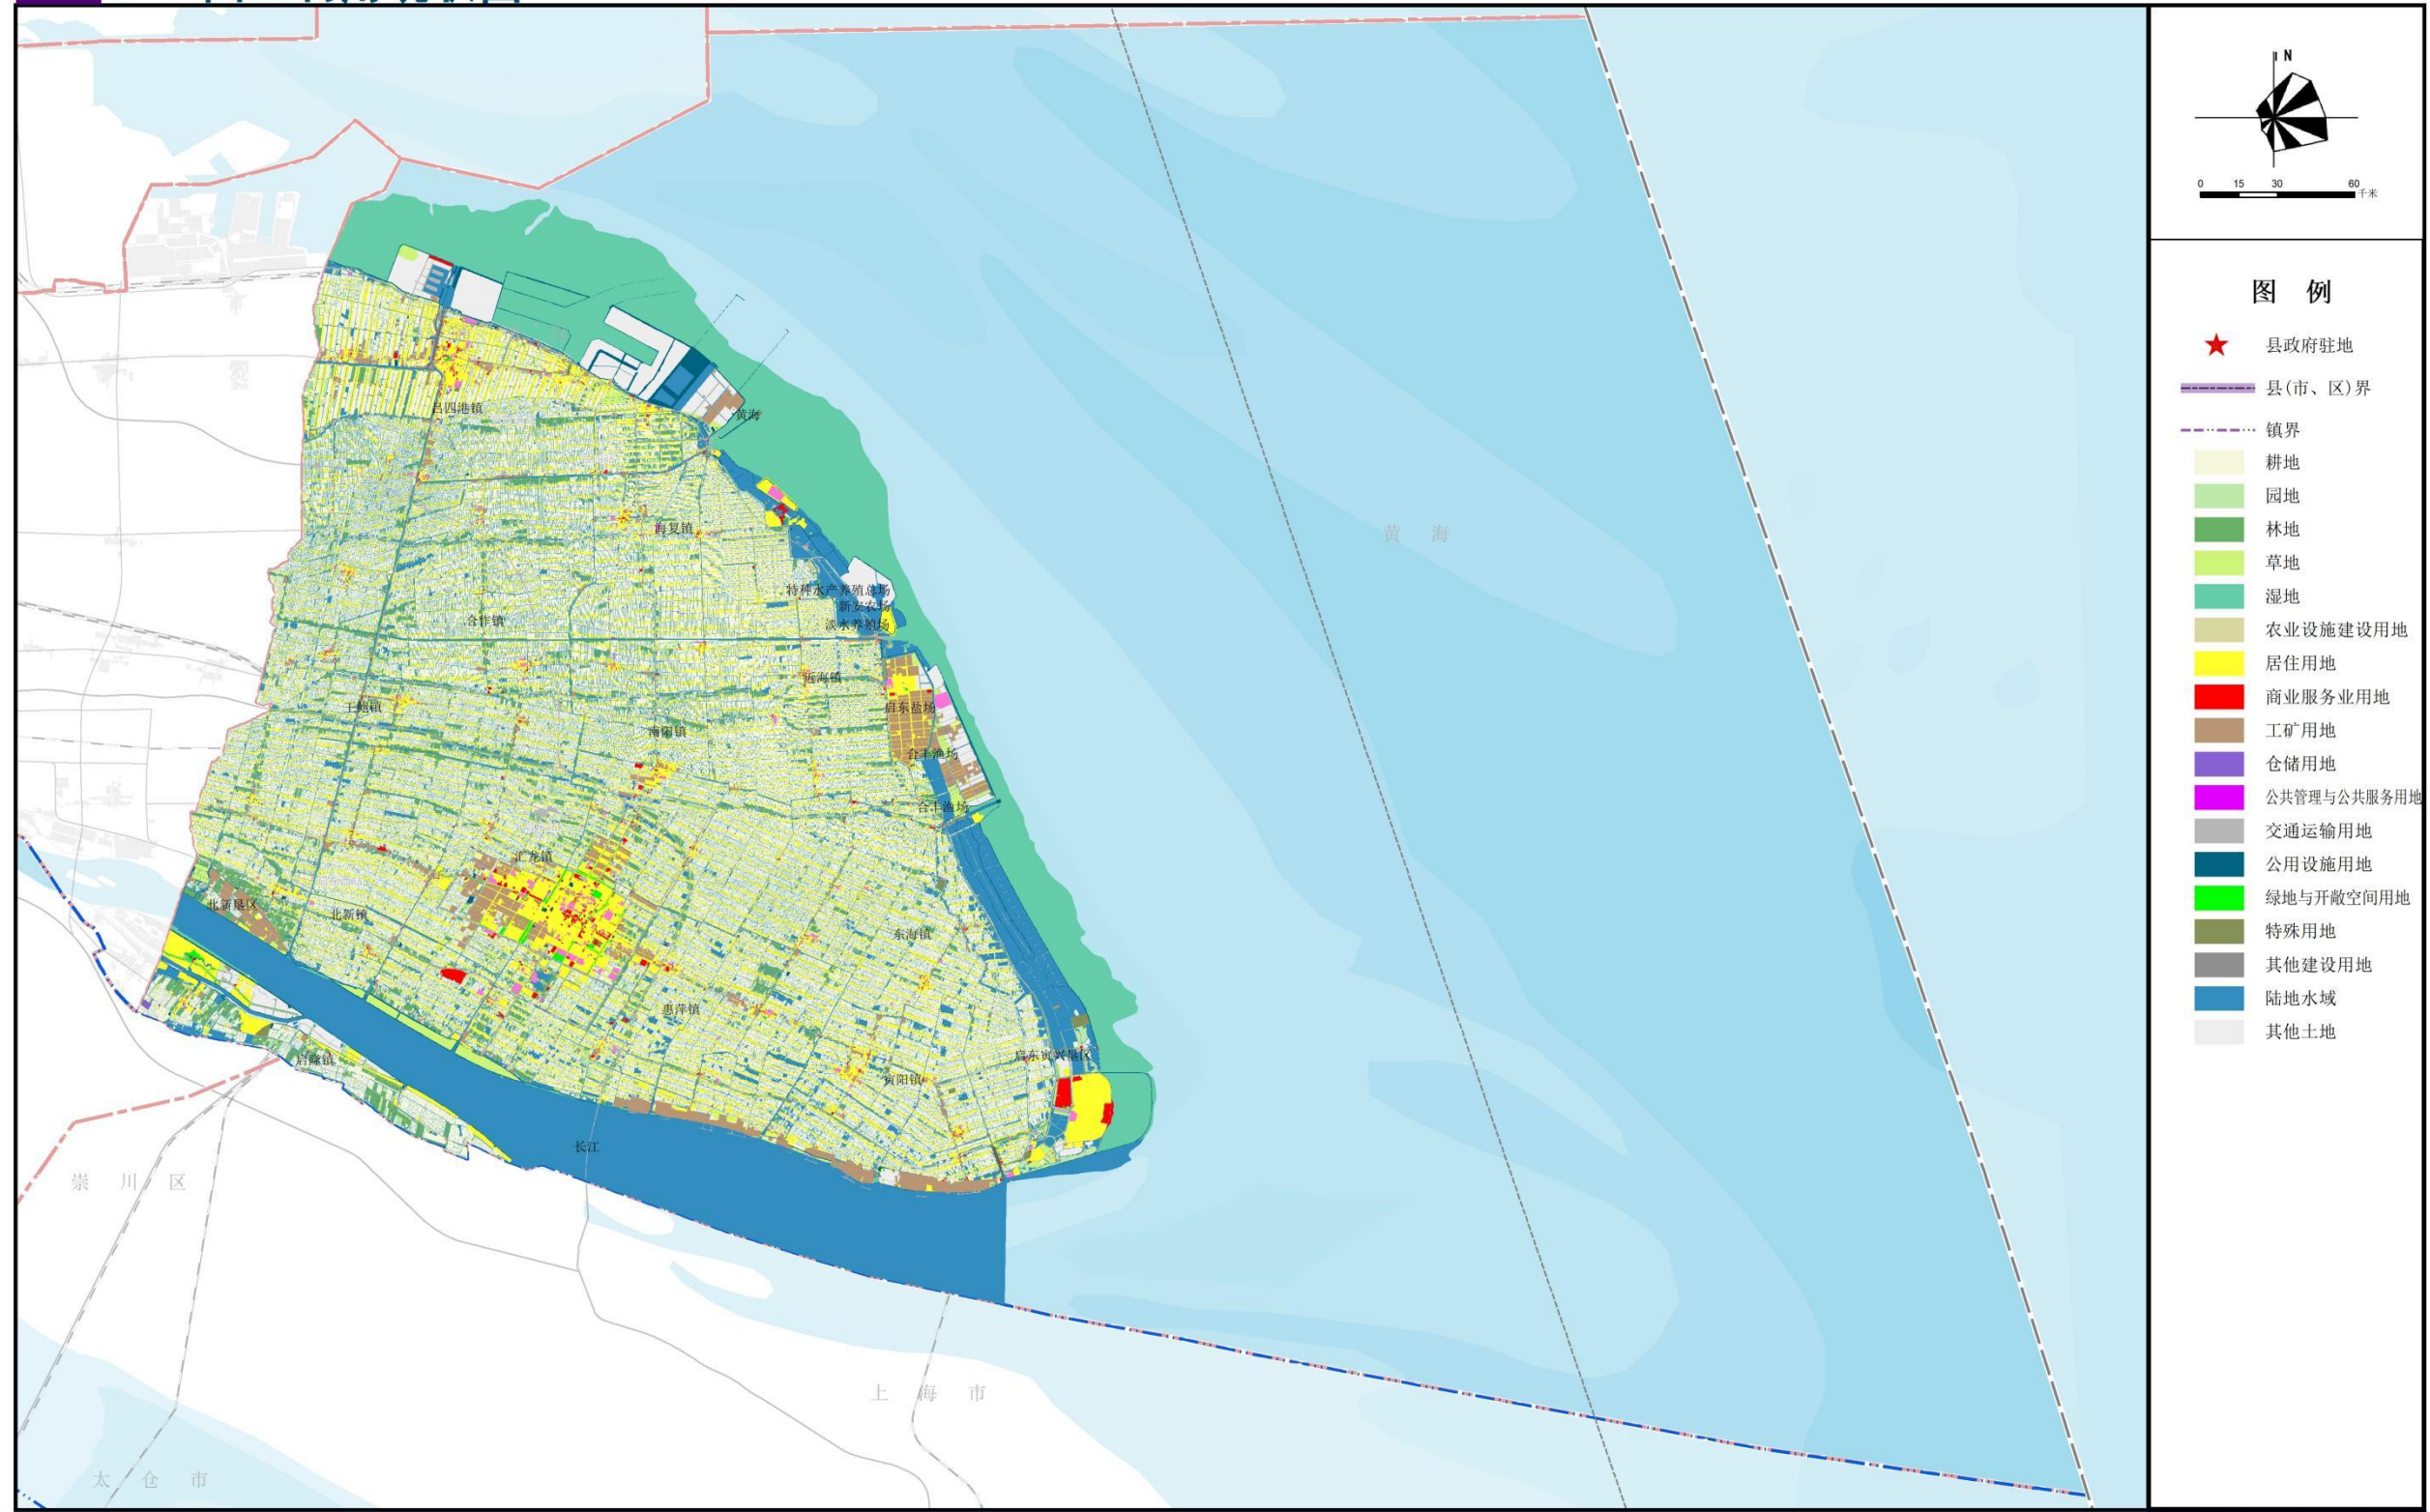 N
0 15 30 60
千米
图 例
县政府驻地
县(市、区)界
镇界
耕地
园地
林地
草地
湿地
农业设施建设用地
居住用地
商业服务业用地
工矿用地
仓储用地
公共管理与公共服务用地
交通运输用地
公用设施用地
绿地与开敞空间用地
特殊用地
其他建设用地
陆地水域
其他土地
吕四港镇
黄海
海复镇
黄 海
特种水产养殖总场
新安农场
淡水养殖场
合作镇
近海镇
王鲍镇
启东盐场
南阳镇
合丰渔场
合丰渔场
汇龙镇
北新垦区
北新镇
东海镇
惠萍镇
启隆镇
启东寅兴垦区
寅阳镇
长江
崇 川 区
上 海 市
太 仓 市